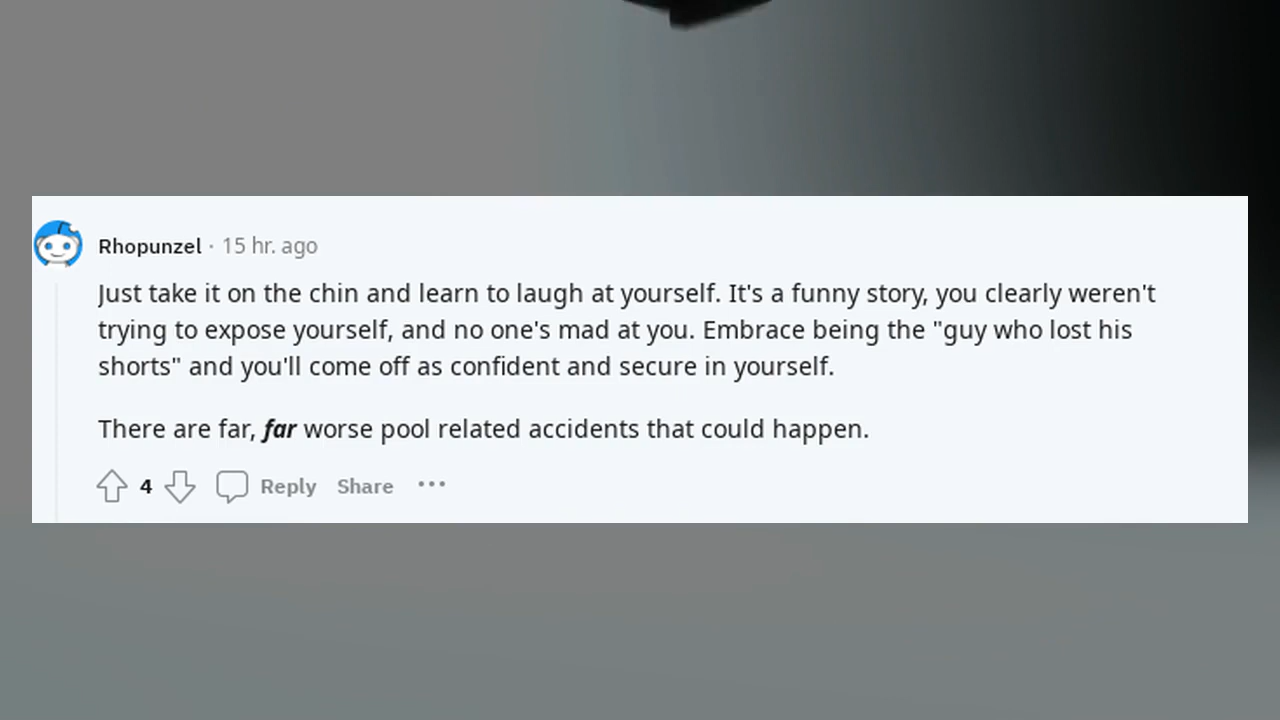 Rhopunzel · 15 hr. ago
Just take it on the chin and learn to laugh at yourself. It's a funny story, you clearly weren't
trying to expose yourself, and no one's mad at you. Embrace being the "guy who lost his
shorts" and you'll come off as confident and secure in yourself.
There are far, far worse pool related accidents that could happen.
4 Reply Share ···